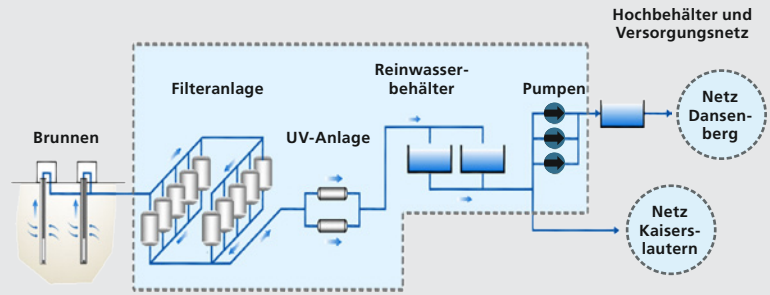 Hochbehälter und
Versorgungsnetz
Reinwasser-
behälter
Filteranlage
Pumpen
Netz
Dansen-
berg
Brunnen
UV-Anlage
Netz
Kaisers-
lautern